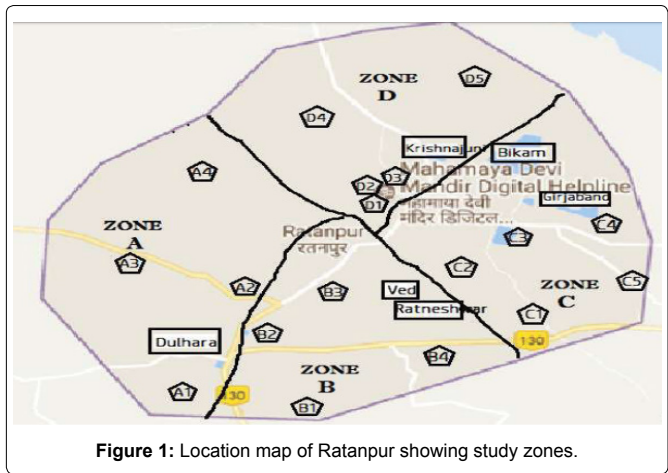 ZONE
D
D5
D4
Krishnajuni
Bikam
A4
Mahamaya Devi
D3
D2
Mandir Digital Helpline
D1
महामाया देवी
मंदिर डिजिटल...
Girjaband
ZONE
A
Ratanpur
रतनपुर
C4
C3
A3
C2
ZONE
C
C5
A2
B3
Ved
Ratneshwar
C1
B2
Dulhara
130
B4
ZONE
B
A1
130
B1
Figure 1: Location map of Ratanpur showing study zones.